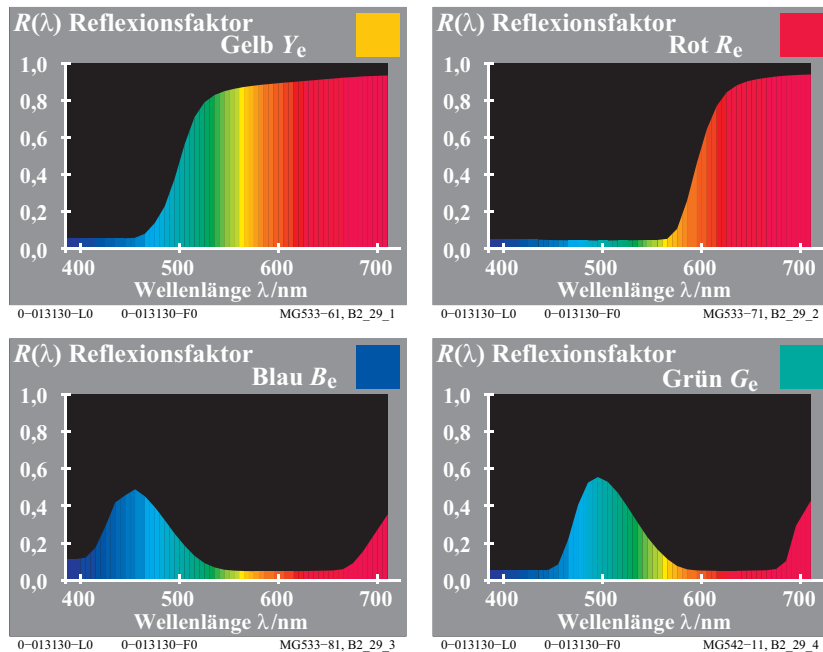 R(λ) Reflexionsfaktor
Gelb Ye
1,0
0,8
0,6
0,4
0,2
0,0
400 500 600 700
Wellenlänge λ/nm
0−013130−L0 0−013130−F0 MG533−61, B2_29_1
R(λ) Reflexionsfaktor
Rot Re
1,0
0,8
0,6
0,4
0,2
0,0
400 500 600 700
Wellenlänge λ/nm
0−013130−L0 0−013130−F0 MG533−71, B2_29_2
R(λ) Reflexionsfaktor
Blau Be
1,0
0,8
0,6
0,4
0,2
0,0
400 500 600 700
Wellenlänge λ/nm
0−013130−L0 0−013130−F0 MG533−81, B2_29_3
R(λ) Reflexionsfaktor
Grün Ge
1,0
0,8
0,6
0,4
0,2
0,0
400 500 600 700
Wellenlänge λ/nm
0−013130−L0 0−013130−F0 MG542−11, B2_29_4